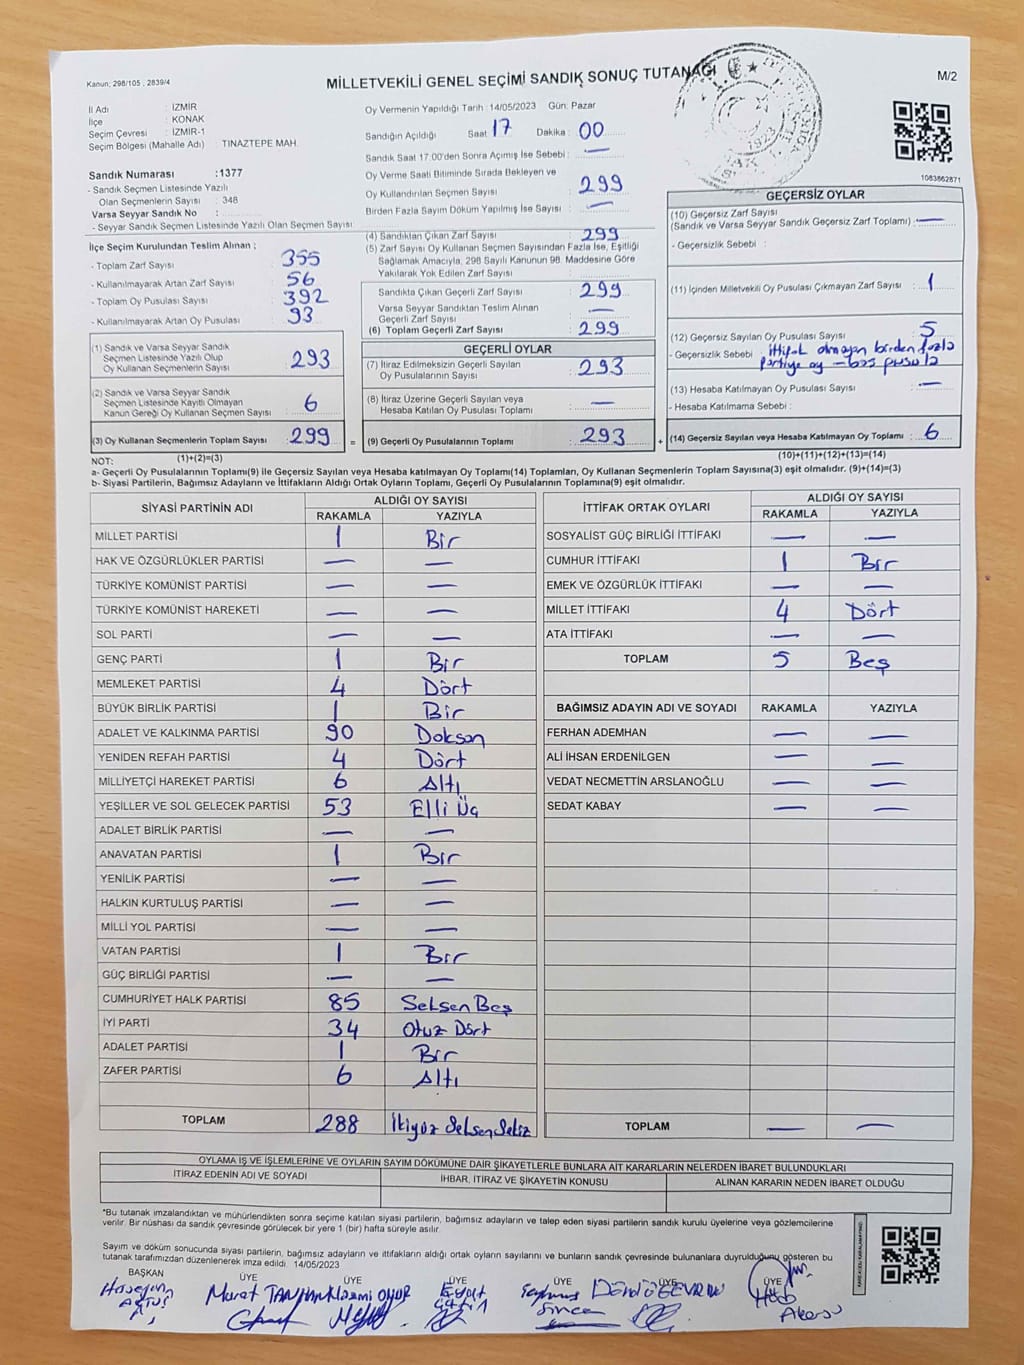 Kanun: 298/105 , 2839/4
MİLLETVEKİLİ GENEL SEÇİMİ SANDIK SONUÇ TUTANAĞI
M/2
İl Adı : İZMİR
İlçe : KONAK
Seçim Çevresi : İZMİR-1
Seçim Bölgesi (Mahalle Adı) : TINAZTEPE MAH.
Sandık Numarası :1377
- Sandık Seçmen Listesinde Yazılı
Olan Seçmenlerin Sayısı : 348
Varsa Seyyar Sandık No :
- Seyyar Sandık Seçmen Listesinde Yazılı Olan Seçmen Sayısı
İlçe Seçim Kurulundan Teslim Alınan ;
- Toplam Zarf Sayısı : 355
- Kullanılmayarak Artan Zarf Sayısı : 56
- Toplam Oy Pusulası Sayısı : 392
- Kullanılmayarak Artan Oy Pusulası : 93
(1) Sandık ve Varsa Seyyar Sandık
Seçmen Listesinde Yazılı Olup
Oy Kullanan Seçmenlerin Sayısı : 293
(2) Sandık ve Varsa Seyyar Sandık
Seçmen Listesinde Kayıtlı Olmayan
Kanun Gereği Oy Kullanan Seçmen Sayısı : 6
(3) Oy Kullanan Seçmenlerin Toplam Sayısı : 299 =
(1)+(2)=(3)
Oy Vermenin Yapıldığı Tarih : 14/05/2023 Gün: Pazar
Sandığın Açıldığı Saat 17 Dakika : 00
Sandık Saat 17:00'den Sonra Açımış İse Sebebi : —
Oy Verme Saati Bitiminde Sırada Bekleyen ve
Oy Kullandırılan Seçmen Sayısı : 299
Birden Fazla Sayım Döküm Yapılmış İse Sayısı : —
(4) Sandıktan Çıkan Zarf Sayısı : 299
(5) Zarf Sayısı Oy Kullanan Seçmen Sayısından Fazla İse, Eşitliği
Sağlamak Amacıyla, 298 Sayılı Kanunun 98. Maddesine Göre
Yakılarak Yok Edilen Zarf Sayısı :
Sandıkta Çıkan Geçerli Zarf Sayısı : 299
Varsa Seyyar Sandıktan Teslim Alınan
Geçerli Zarf Sayısı : —
(6) Toplam Geçerli Zarf Sayısı : 299
GEÇERLİ OYLAR
(7) İtiraz Edilmeksizin Geçerli Sayılan
Oy Pusulalarının Sayısı : 293
(8) İtiraz Üzerine Geçerli Sayılan veya
Hesaba Katılan Oy Pusulası Toplamı : —
(9) Geçerli Oy Pusulalarının Toplamı : 293 +
1083862871
GEÇERSİZ OYLAR
(10) Geçersiz Zarf Sayısı
(Sandık ve Varsa Seyyar Sandık Geçersiz Zarf Toplamı) : —
- Geçersizlik Sebebi :
(11) İçinden Milletvekili Oy Pusulası Çıkmayan Zarf Sayısı : 1
(12) Geçersiz Sayılan Oy Pusulası Sayısı : 5
- Geçersizlik Sebebi : ittifak olmayan birden fazla
partiye oy – boş pusula
(13) Hesaba Katılmayan Oy Pusulası Sayısı : —
- Hesaba Katılmama Sebebi :
(14) Geçersiz Sayılan veya Hesaba Katılmayan Oy Toplamı : 6
(10)+(11)+(12)+(13)=(14)
NOT:
a- Geçerli Oy Pusulalarının Toplamı(9) ile Geçersiz Sayılan veya Hesaba katılmayan Oy Toplamı(14) Toplamları, Oy Kullanan Seçmenlerin Toplam Sayısına(3) eşit olmalıdır. (9)+(14)=(3)
b- Siyasi Partilerin, Bağımsız Adayların ve İttifakların Aldığı Ortak Oyların Toplamı, Geçerli Oy Pusulalarının Toplamına(9) eşit olmalıdır.
SİYASİ PARTİNİN ADI ALDIĞI OY SAYISI
RAKAMLA YAZIYLA
MİLLET PARTİSİ 1 Bir
HAK VE ÖZGÜRLÜKLER PARTİSİ — —
TÜRKİYE KOMÜNİST PARTİSİ — —
TÜRKİYE KOMÜNİST HAREKETİ — —
SOL PARTİ — —
GENÇ PARTİ 1 Bir
MEMLEKET PARTİSİ 4 Dört
BÜYÜK BİRLİK PARTİSİ 1 Bir
ADALET VE KALKINMA PARTİSİ 90 Doksan
YENİDEN REFAH PARTİSİ 4 Dört
MİLLİYETÇİ HAREKET PARTİSİ 6 Altı
YEŞİLLER VE SOL GELECEK PARTİSİ 53 Elli Üç
ADALET BİRLİK PARTİSİ — —
ANAVATAN PARTİSİ 1 Bir
YENİLİK PARTİSİ — —
HALKIN KURTULUŞ PARTİSİ — —
MİLLİ YOL PARTİSİ — —
VATAN PARTİSİ 1 Bir
GÜÇ BİRLİĞİ PARTİSİ — —
CUMHURİYET HALK PARTİSİ 85 Seksen Beş
İYİ PARTİ 34 Otuz Dört
ADALET PARTİSİ 1 Bir
ZAFER PARTİSİ 6 Altı
TOPLAM 288 İkiyüz Seksen Sekiz
İTTİFAK ORTAK OYLARI ALDIĞI OY SAYISI
RAKAMLA YAZIYLA
SOSYALİST GÜÇ BİRLİĞİ İTTİFAKI — —
CUMHUR İTTİFAKI 1 Bir
EMEK VE ÖZGÜRLÜK İTTİFAKI — —
MİLLET İTTİFAKI 4 Dört
ATA İTTİFAKI — —
TOPLAM 5 Beş
BAĞIMSIZ ADAYIN ADI VE SOYADI RAKAMLA YAZIYLA
FERHAN ADEMHAN — —
ALİ İHSAN ERDENİLGEN — —
VEDAT NECMETTİN ARSLANOĞLU — —
SEDAT KABAY — —
TOPLAM — —
OYLAMA İŞ VE İŞLEMLERİNE VE OYLARIN SAYIM DÖKÜMÜNE DAİR ŞİKAYETLERLE BUNLARA AİT KARARLARIN NELERDEN İBARET BULUNDUKLARI
İTİRAZ EDENİN ADI VE SOYADI İHBAR, İTİRAZ VE ŞİKAYETİN KONUSU ALINAN KARARIN NEDEN İBARET OLDUĞU
*Bu tutanak imzalandıktan ve mühürlendikten sonra seçime katılan siyasi partilerin, bağımsız adayların ve talep eden siyasi partilerin sandık kurulu üyelerine veya gözlemcilerine
verilir. Bir nüshası da sandık çevresinde görülecek bir yere 1 (bir) hafta süreyle asılır.
Sayım ve döküm sonucunda siyasi partilerin, bağımsız adayların ve ittifakların aldığı ortak oyların sayılarını ve bunların sandık çevresinde bulunanlara duyrulduğunu gösteren bu
tutanak tarafımızdan düzenlenerek imza edildi. 14/05/2023
BAŞKAN ÜYE ÜYE ÜYE ÜYE ÜYE ÜYE
Murat